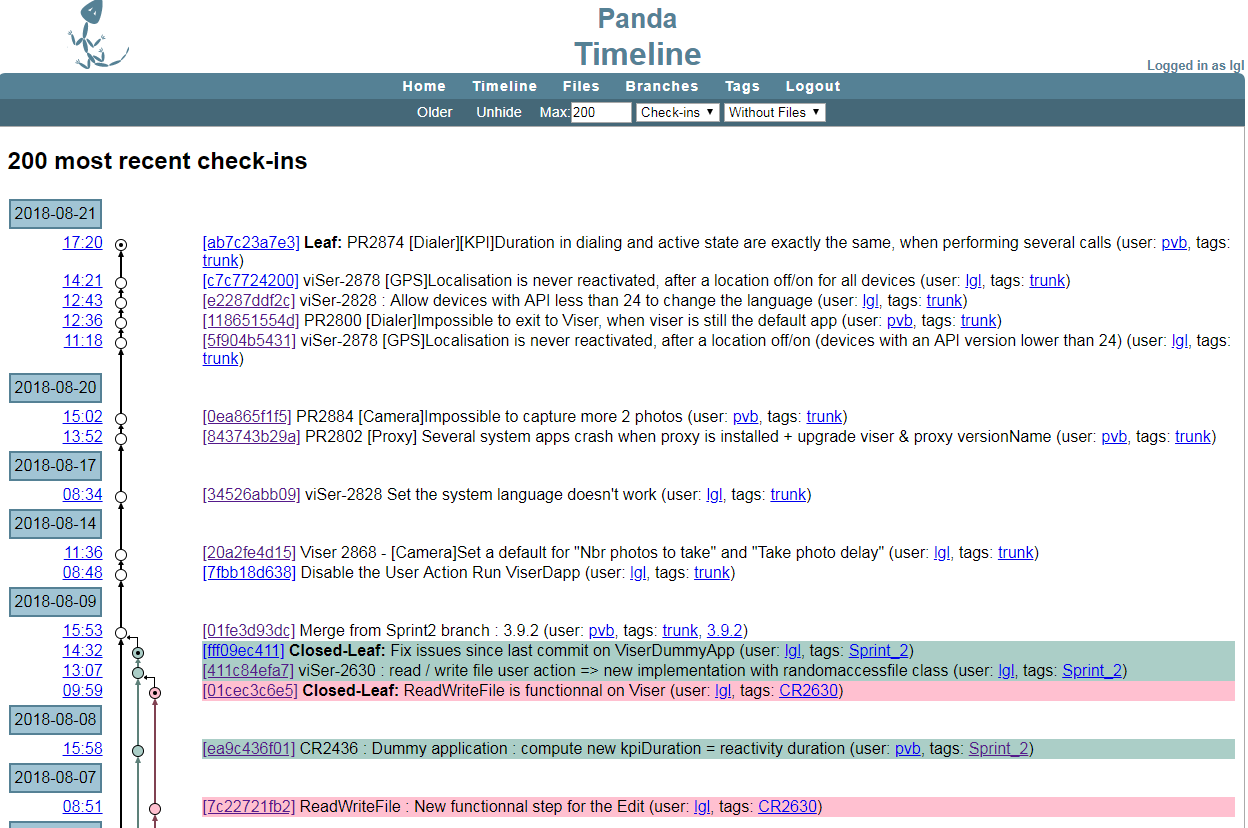 Panda
Timeline
Logged in as lgl
Home Timeline Files Branches Tags Logout
Older Unhide Max: 200 Check-ins Without Files
200 most recent check-ins
2018-08-21
17:20 [ab7c23a7e3] Leaf: PR2874 [Dialer][KPI]Duration in dialing and active state are exactly the same, when performing several calls (user: pvb, tags:
trunk)
14:21 [c7c7724200] viSer-2878 [GPS]Localisation is never reactivated, after a location off/on for all devices (user: lgl, tags: trunk)
12:43 [e2287ddf2c] viSer-2828 : Allow devices with API less than 24 to change the language (user: lgl, tags: trunk)
12:36 [118651554d] PR2800 [Dialer]Impossible to exit to Viser, when viser is still the default app (user: pvb, tags: trunk)
11:18 [5f904b5431] viSer-2878 [GPS]Localisation is never reactivated, after a location off/on (devices with an API version lower than 24) (user: lgl, tags:
trunk)
2018-08-20
15:02 [0ea865f1f5] PR2884 [Camera]Impossible to capture more 2 photos (user: pvb, tags: trunk)
13:52 [843743b29a] PR2802 [Proxy] Several system apps crash when proxy is installed + upgrade viser & proxy versionName (user: pvb, tags: trunk)
2018-08-17
08:34 [34526abb09] viSer-2828 Set the system language doesn't work (user: lgl, tags: trunk)
2018-08-14
11:36 [20a2fe4d15] Viser 2868 - [Camera]Set a default for "Nbr photos to take" and "Take photo delay" (user: lgl, tags: trunk)
08:48 [7fbb18d638] Disable the User Action Run ViserDapp (user: lgl, tags: trunk)
2018-08-09
15:53 [01fe3d93dc] Merge from Sprint2 branch : 3.9.2 (user: pvb, tags: trunk, 3.9.2)
14:32 [fff09ec411] Closed-Leaf: Fix issues since last commit on ViserDummyApp (user: lgl, tags: Sprint_2)
13:07 [411c84efa7] viSer-2630 : read / write file user action => new implementation with randomaccessfile class (user: lgl, tags: Sprint_2)
09:59 [01cec3c6e5] Closed-Leaf: ReadWriteFile is functionnal on Viser (user: lgl, tags: CR2630)
2018-08-08
15:58 [ea9c436f01] CR2436 : Dummy application : compute new kpiDuration = reactivity duration (user: pvb, tags: Sprint_2)
2018-08-07
08:51 [7c22721fb2] ReadWriteFile : New functionnal step for the Edit (user: lgl, tags: CR2630)